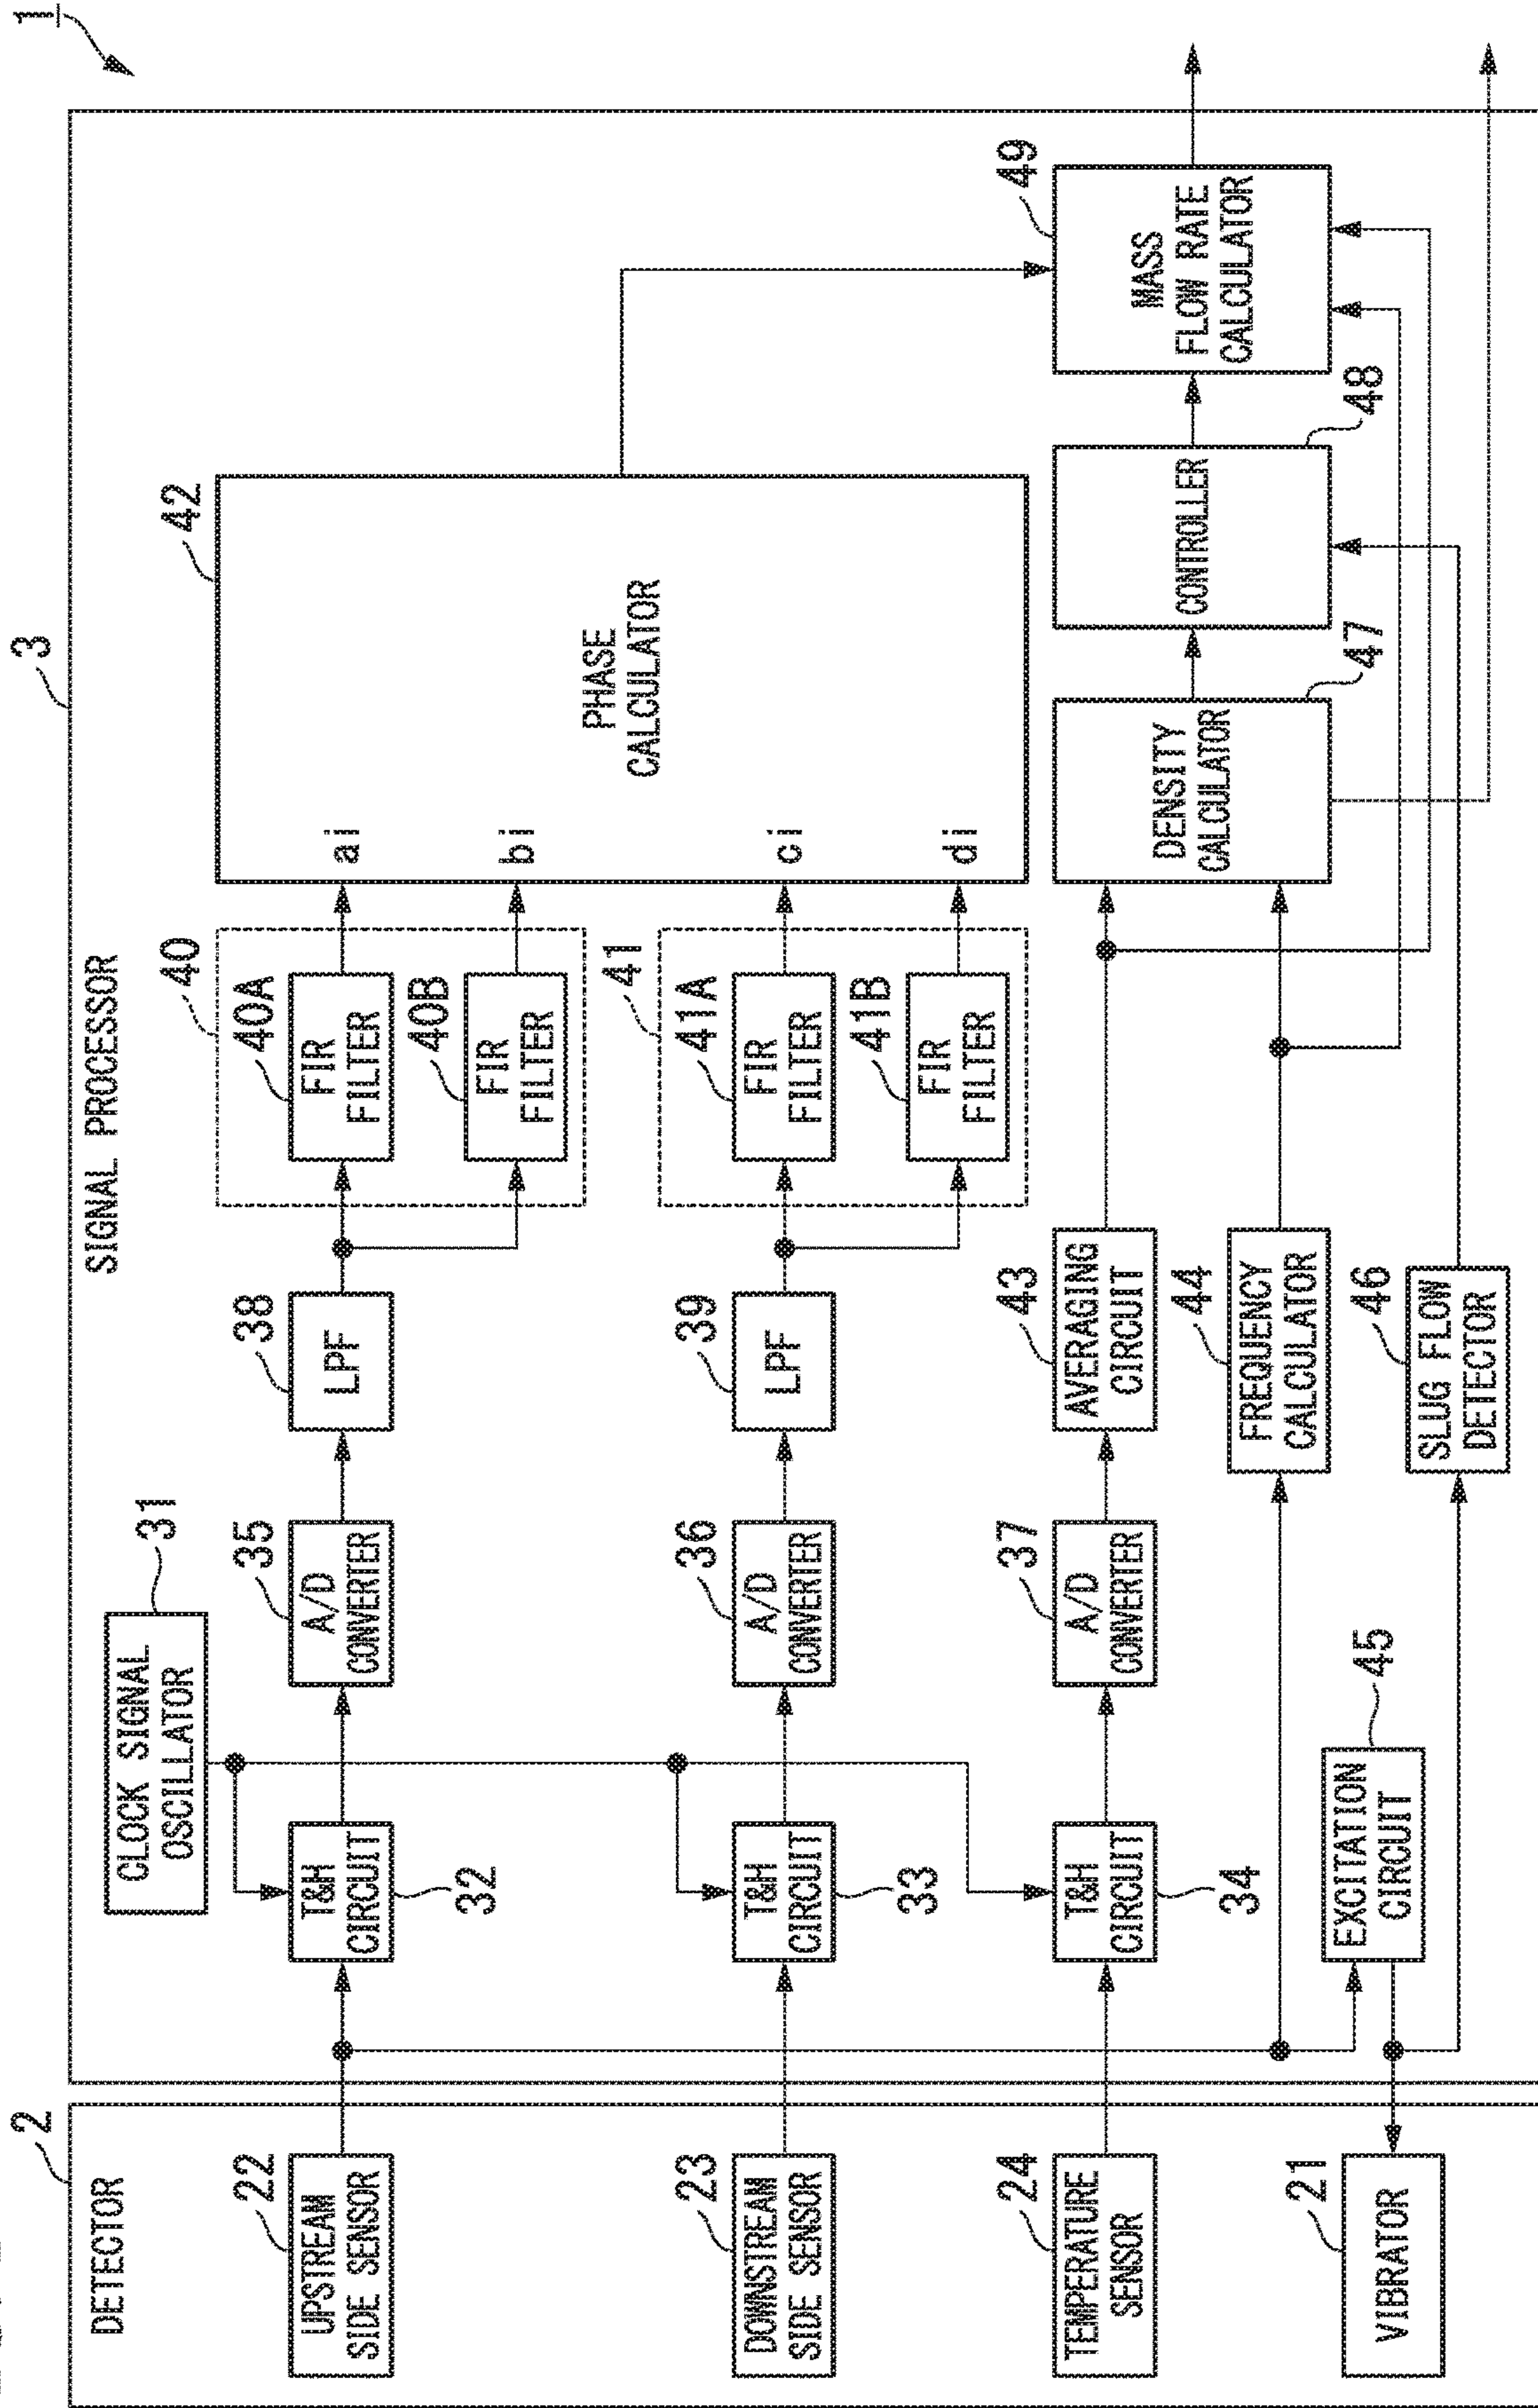 1
3
SIGNAL PROCESSOR
2
DETECTOR
22
UPSTREAM
SIDE SENSOR
23
DOWNSTREAM
SIDE SENSOR
24
TEMPERATURE
SENSOR
21
VIBRATOR
31
CLOCK SIGNAL
OSCILLATOR
T&H
CIRCUIT
32
T&H
CIRCUIT
33
T&H
CIRCUIT
34
35
A/D
CONVERTER
36
A/D
CONVERTER
37
A/D
CONVERTER
45
EXCITATION
CIRCUIT
38
LPF
39
LPF
43
AVERAGING
CIRCUIT
44
FREQUENCY
CALCULATOR
46
SLUG FLOW
DETECTOR
40
40A
FIR
FILTER
40B
FIR
FILTER
41
41A
FIR
FILTER
41B
FIR
FILTER
42
ai
bi
ci
di
PHASE
CALCULATOR
DENSITY
CALCULATOR
47
CONTROLLER
48
49
MASS
FLOW RATE
CALCULATOR